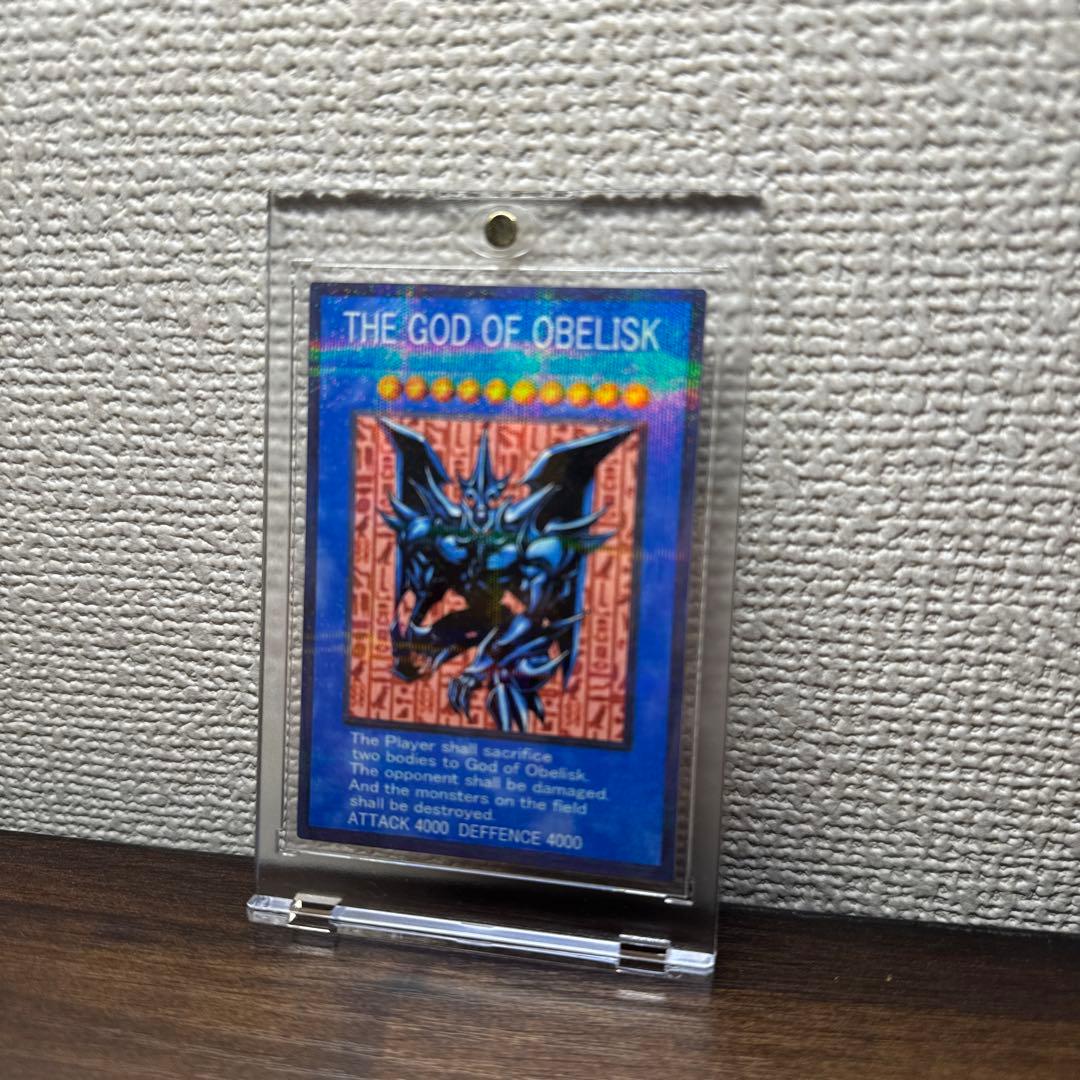 THE GOD OF OBELISK
The Player shall sacrifice
two bodies to God of Obelisk.
The opponent shall be damaged.
And the monsters on the field
shall be destroyed.
ATTACK 4000 DEFFENCE 4000